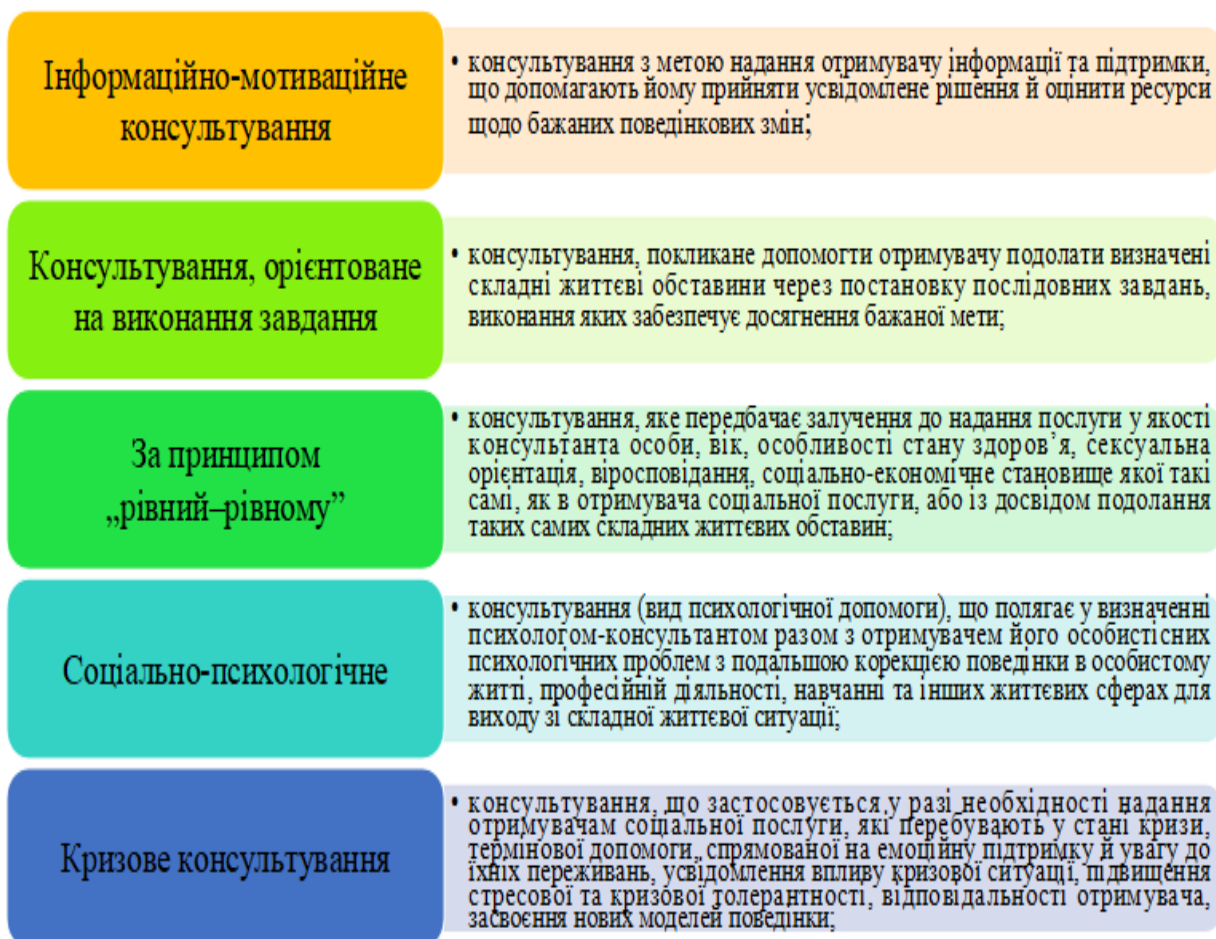 Інформаційно-мотиваційне
консультування
• консультування з метою надання отримувачу інформації та підтримки,
що допомагають йому прийняти усвідомлене рішення й оцінити ресурси
щодо бажаних поведінкових змін;
Консультування, орієнтоване
на виконання завдання
• консультування, покликане допомогти отримувачу подолати визначені
складні життєві обставини через постановку послідовних завдань,
виконання яких забезпечує досягнення бажаної мети;
За принципом
„рівний–рівному”
• консультування, яке передбачає залучення до надання послуги у якості
консультанта особи, вік, особливості стану здоров’я, сексуальна
орієнтація, віросповідання, соціально-економічне становище якої такі
самі, як в отримувача соціальної послуги, або із досвідом подолання
таких самих складних життєвих обставин;
Соціально-психологічне
• консультування (вид психологічної допомоги), що полягає у визначенні
психологом-консультантом разом з отримувачем його особистісних
психологічних проблем з подальшою корекцією поведінки в особистому
житті, професійній діяльності, навчанні та інших життєвих сферах для
виходу зі складної життєвої ситуації;
Кризове консультування
• консультування, що застосовується у разі необхідності надання
отримувачам соціальної послуги, які перебувають у стані кризи,
термінової допомоги, спрямованої на емоційну підтримку й увагу до
їхніх переживань, усвідомлення впливу кризової ситуації, підвищення
стресової та кризової толерантності, відповідальності отримувача,
засвоєння нових моделей поведінки;